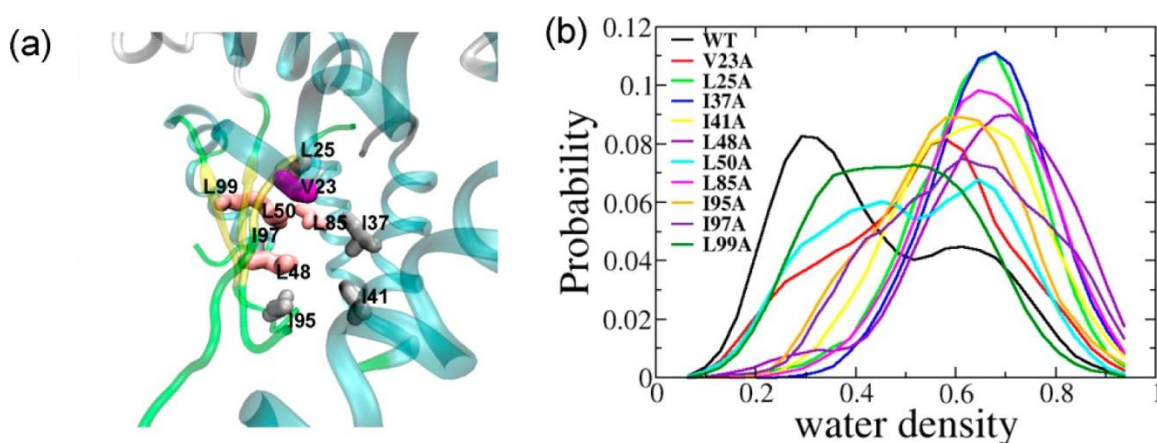 (a)
L25
V23
L99
L50
L85
I37
I97
L48
I41
I95
(b)
0.12
0.1
0.08
0.06
0.04
0.02
0
Probability
WT
V23A
L25A
I37A
I41A
L48A
L50A
L85A
I95A
I97A
L99A
0 0.2 0.4 0.6 0.8 1
water density